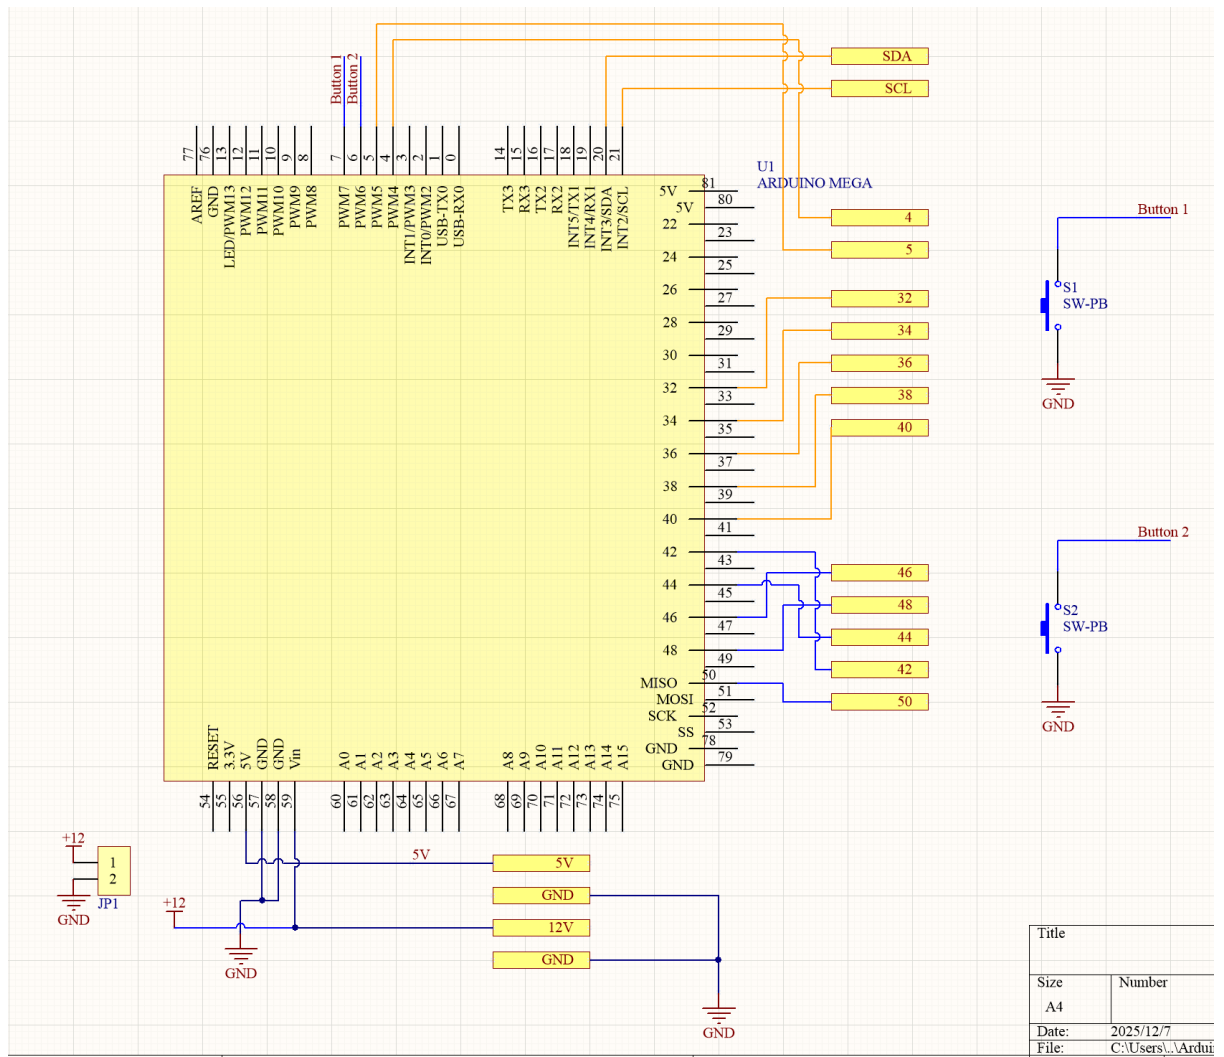 Button 1
Button 2
SDA
SCL
77
76
13
12
11
10
9
8
7
6
5
4
3
2
1
0
14
15
16
17
18
19
20
21
AREF
GND
LED/PWM13
PWM12
PWM11
PWM10
PWM9
PWM8
PWM7
PWM6
PWM5
PWM4
INT1/PWM3
INT0/PWM2
USB-TX0
USB-RX0
TX3
RX3
TX2
RX2
INT5/TX1
INT4/RX1
INT3/SDA
INT2/SCL
U1
ARDUINO MEGA
5V 81
5V 80
22
23
24
25
26
27
28
29
30
31
32
33
34
35
36
37
38
39
40
41
42
43
44
45
46
47
48
49
MISO 50
MOSI 51
SCK 52
SS 53
GND 78
GND 79
4
5
32
34
36
38
40
46
48
44
42
50
Button 1
S1
SW-PB
GND
Button 2
S2
SW-PB
GND
RESET
3.3V
5V
GND
GND
Vin
A0
A1
A2
A3
A4
A5
A6
A7
A8
A9
A10
A11
A12
A13
A14
A15
54
55
56
57
58
59
60
61
62
63
64
65
66
67
68
69
70
71
72
73
74
75
+12
1
2
JP1
GND
+12
GND
5V
5V
GND
12V
GND
GND
Title
Size Number
A4
Date: 2025/12/7
File: C:\Users\..\Ardui